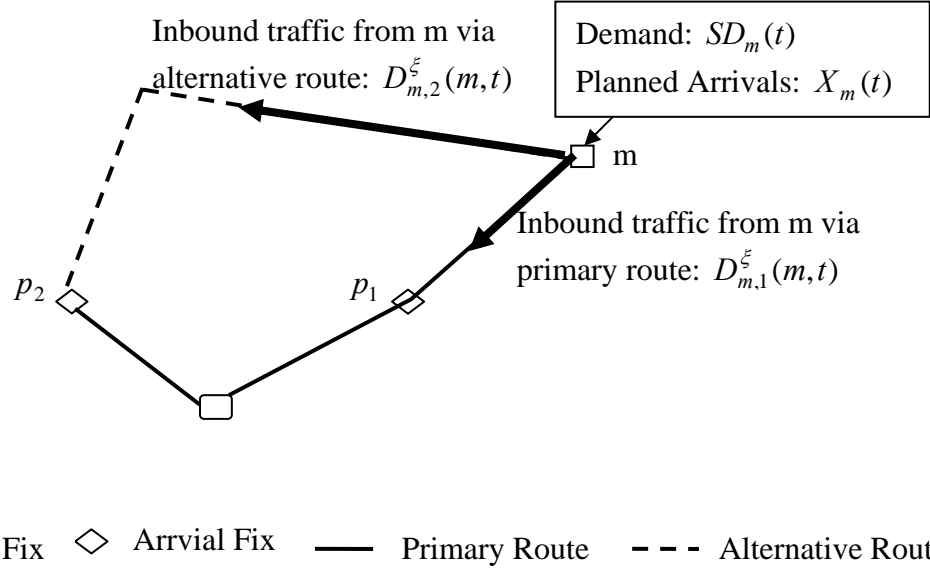 Inbound traffic from m via
alternative route: D^ξ_{m,2}(m,t)
Demand: SD_m(t)
Planned Arrivals: X_m(t)
m
Inbound traffic from m via
primary route: D^ξ_{m,1}(m,t)
p_2
p_1
Fix Arrvial Fix Primary Route Alternative Rout